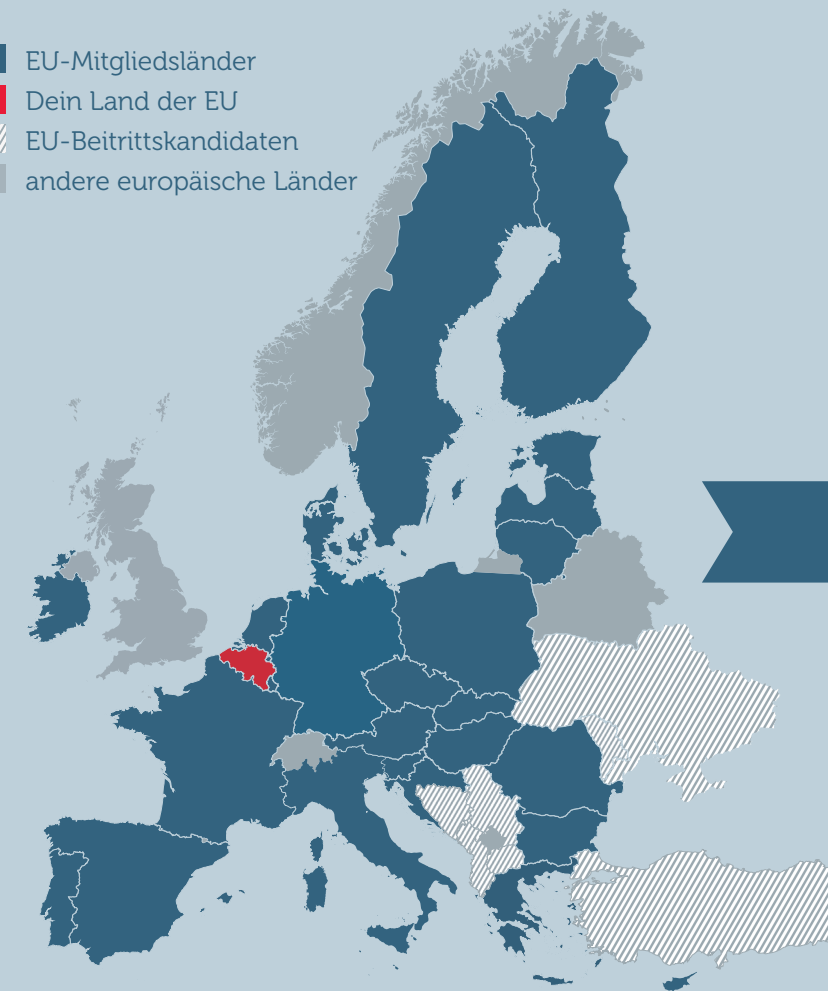 EU-Mitgliedsländer
Dein Land der EU
EU-Beitrittskandidaten
andere europäische Länder